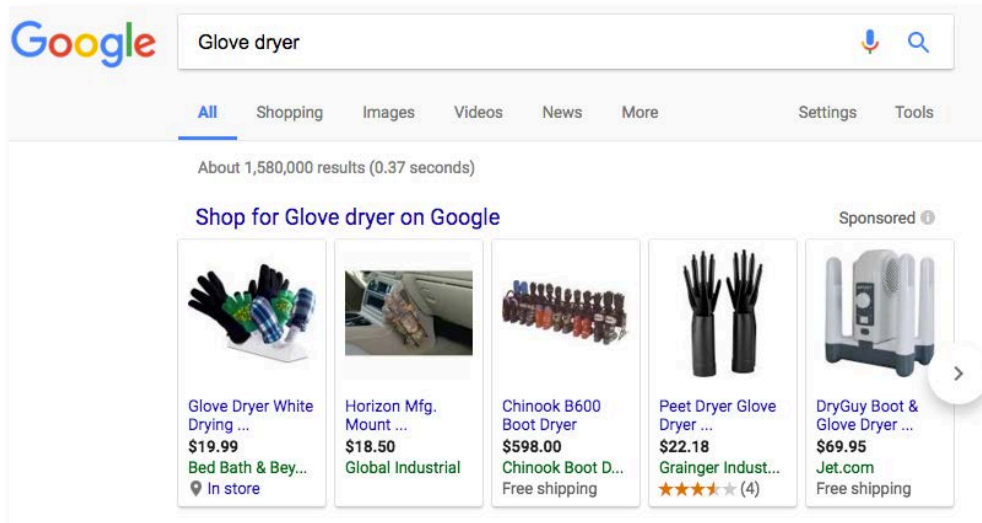 Google
Glove dryer
All Shopping Images Videos News More Settings Tools
About 1,580,000 results (0.37 seconds)
Shop for Glove dryer on Google
Sponsored
Glove Dryer White
Drying ...
$19.99
Bed Bath & Bey...
In store
Horizon Mfg.
Mount ...
$18.50
Global Industrial
Chinook B600
Boot Dryer
$598.00
Chinook Boot D...
Free shipping
Peet Dryer Glove
Dryer ...
$22.18
Grainger Indust...
(4)
DryGuy Boot &
Glove Dryer ...
$69.95
Jet.com
Free shipping